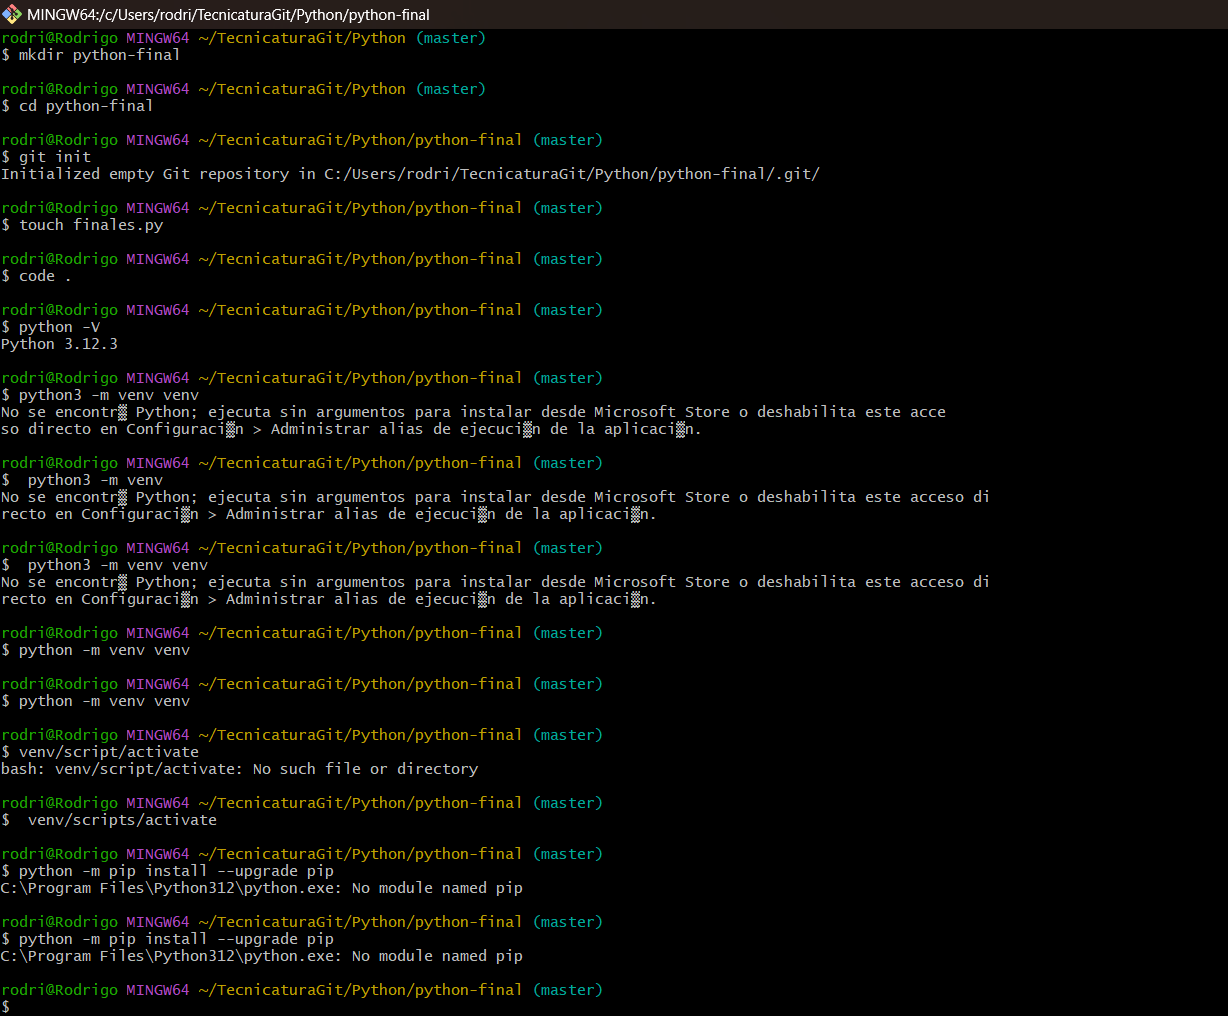 MINGW64:/c/Users/rodri/TecnicaturaGit/Python/python-final
rodri@Rodrigo MINGW64 ~/TecnicaturaGit/Python (master)
$ mkdir python-final
rodri@Rodrigo MINGW64 ~/TecnicaturaGit/Python (master)
$ cd python-final
rodri@Rodrigo MINGW64 ~/TecnicaturaGit/Python/python-final (master)
$ git init
Initialized empty Git repository in C:/Users/rodri/TecnicaturaGit/Python/python-final/.git/
rodri@Rodrigo MINGW64 ~/TecnicaturaGit/Python/python-final (master)
$ touch finales.py
rodri@Rodrigo MINGW64 ~/TecnicaturaGit/Python/python-final (master)
$ code .
rodri@Rodrigo MINGW64 ~/TecnicaturaGit/Python/python-final (master)
$ python -V
Python 3.12.3
rodri@Rodrigo MINGW64 ~/TecnicaturaGit/Python/python-final (master)
$ python3 -m venv venv
No se encontr▒ Python; ejecuta sin argumentos para instalar desde Microsoft Store o deshabilita este acce
so directo en Configuraci▒n > Administrar alias de ejecuci▒n de la aplicaci▒n.
rodri@Rodrigo MINGW64 ~/TecnicaturaGit/Python/python-final (master)
$  python3 -m venv
No se encontr▒ Python; ejecuta sin argumentos para instalar desde Microsoft Store o deshabilita este acceso di
recto en Configuraci▒n > Administrar alias de ejecuci▒n de la aplicaci▒n.
rodri@Rodrigo MINGW64 ~/TecnicaturaGit/Python/python-final (master)
$  python3 -m venv venv
No se encontr▒ Python; ejecuta sin argumentos para instalar desde Microsoft Store o deshabilita este acceso di
recto en Configuraci▒n > Administrar alias de ejecuci▒n de la aplicaci▒n.
rodri@Rodrigo MINGW64 ~/TecnicaturaGit/Python/python-final (master)
$ python -m venv venv
rodri@Rodrigo MINGW64 ~/TecnicaturaGit/Python/python-final (master)
$ python -m venv venv
rodri@Rodrigo MINGW64 ~/TecnicaturaGit/Python/python-final (master)
$ venv/script/activate
bash: venv/script/activate: No such file or directory
rodri@Rodrigo MINGW64 ~/TecnicaturaGit/Python/python-final (master)
$  venv/scripts/activate
rodri@Rodrigo MINGW64 ~/TecnicaturaGit/Python/python-final (master)
$ python -m pip install --upgrade pip
C:\Program Files\Python312\python.exe: No module named pip
rodri@Rodrigo MINGW64 ~/TecnicaturaGit/Python/python-final (master)
$ python -m pip install --upgrade pip
C:\Program Files\Python312\python.exe: No module named pip
rodri@Rodrigo MINGW64 ~/TecnicaturaGit/Python/python-final (master)
$